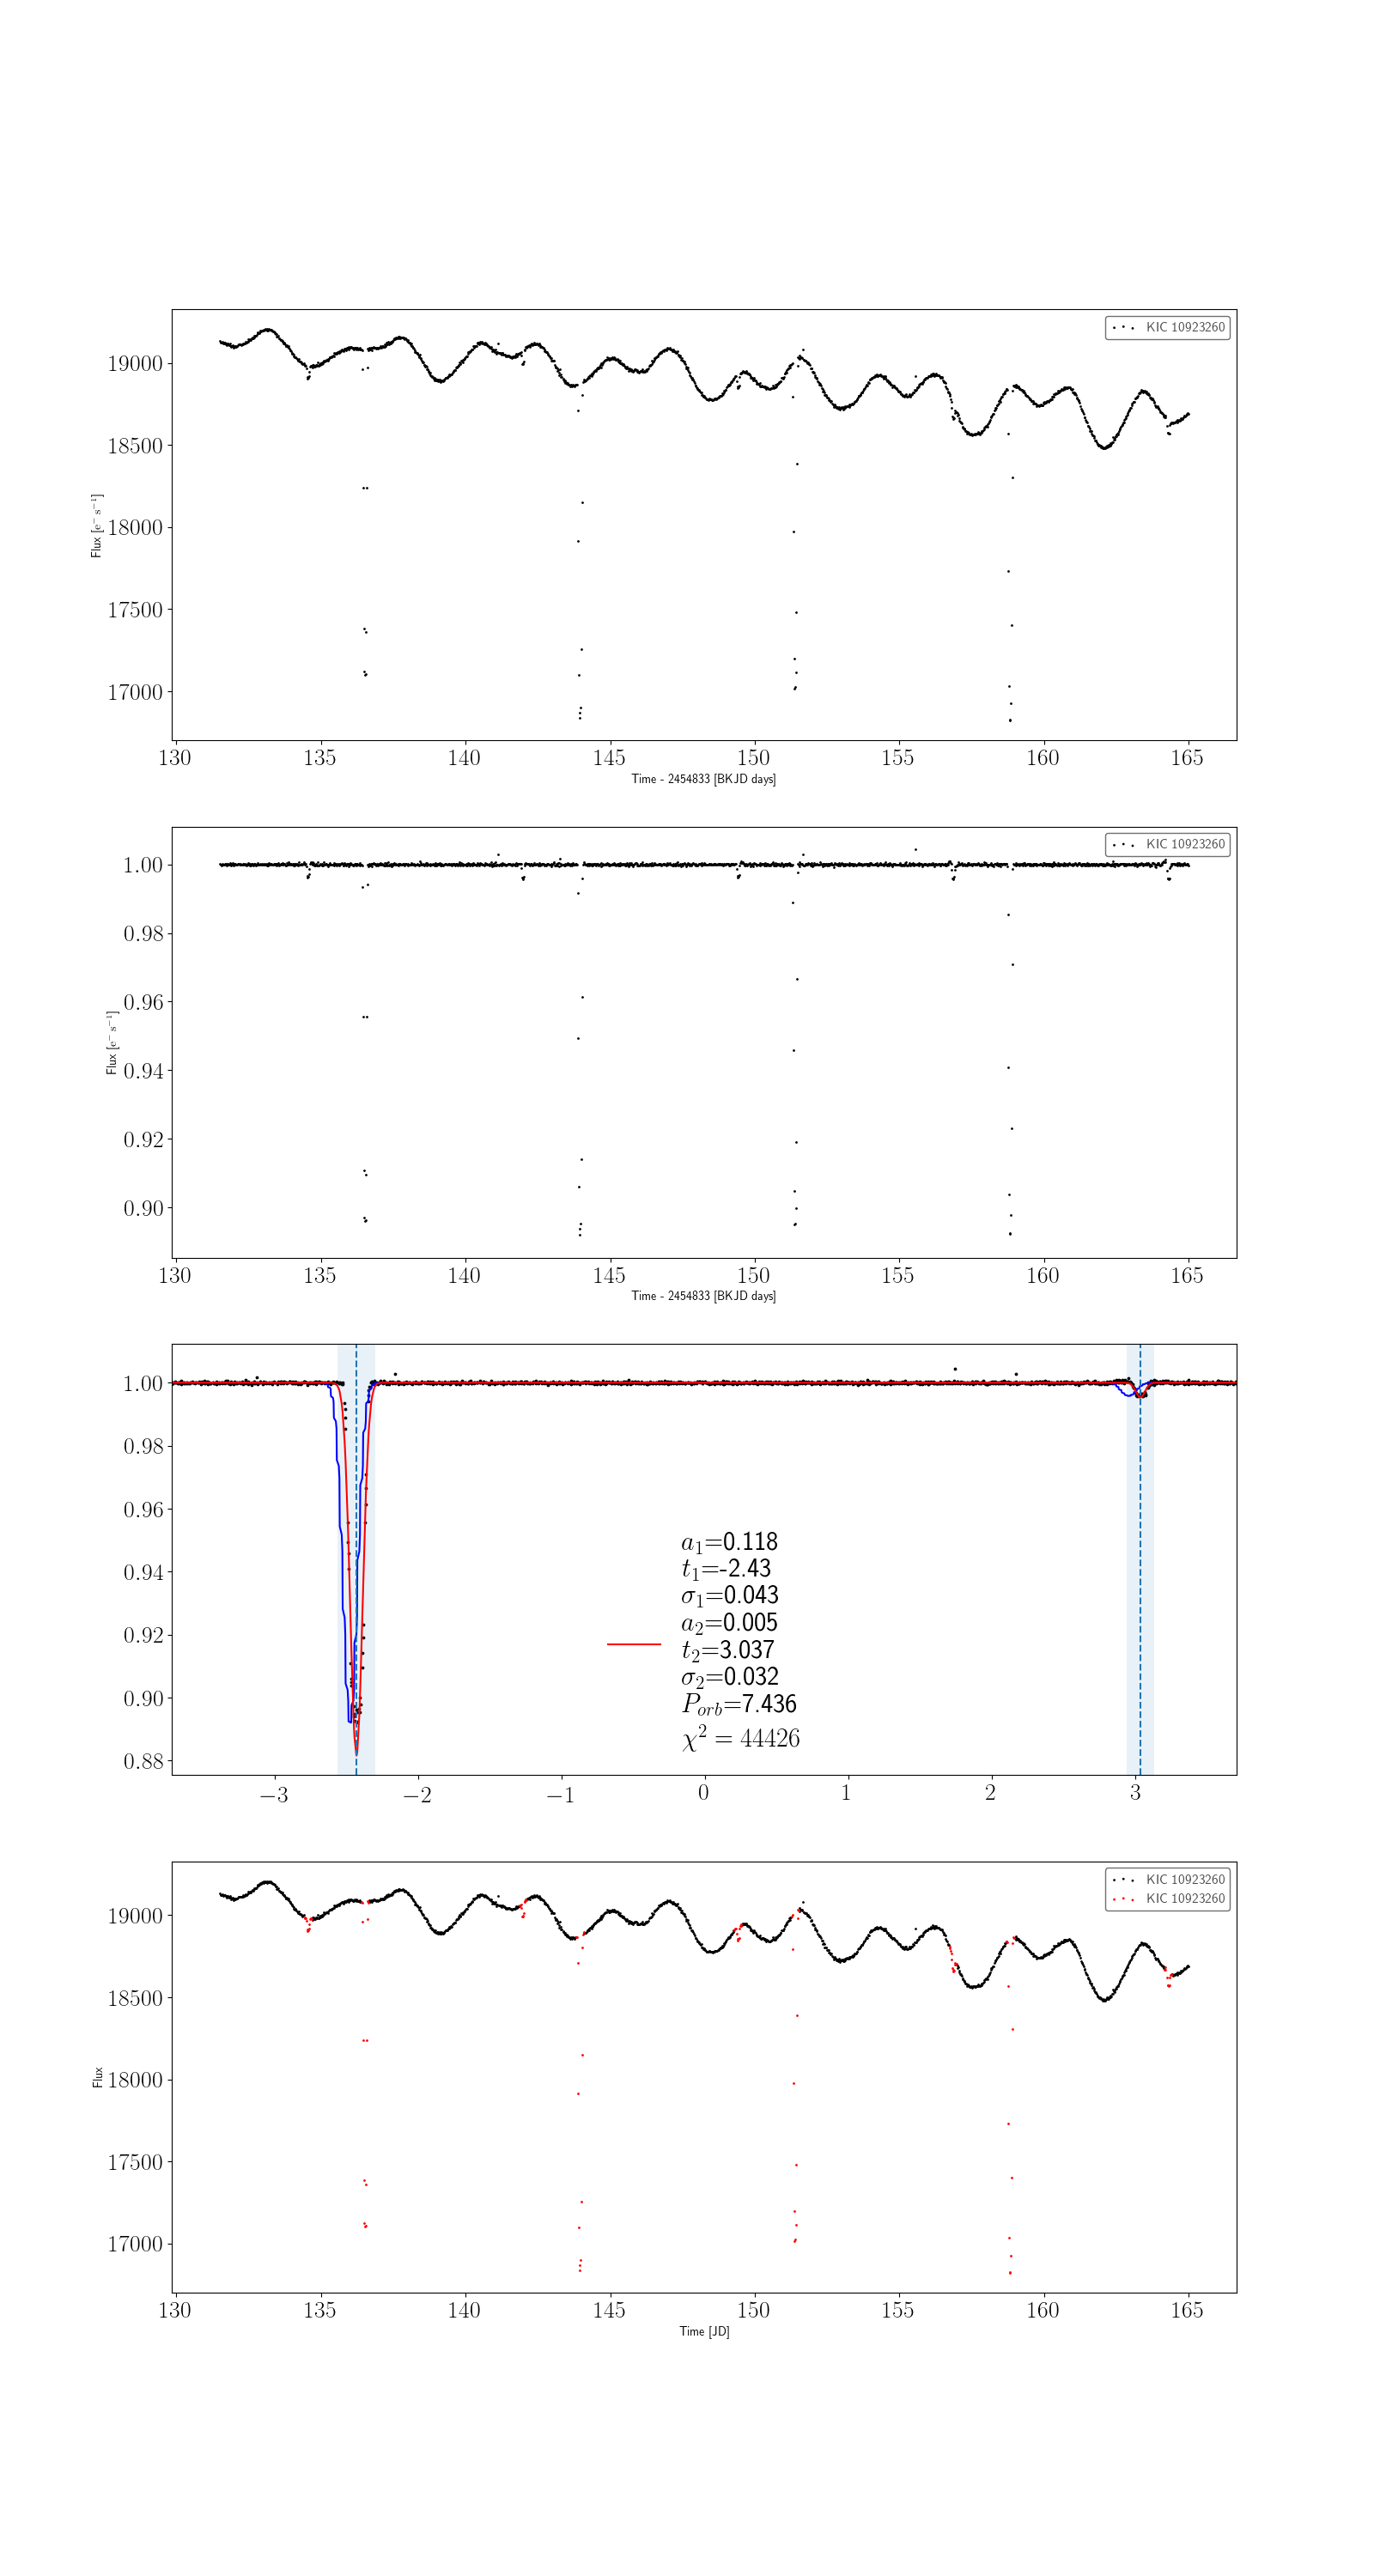 KIC 10923260
19000
18500
18000
17500
17000
Flux [e⁻ s⁻¹]
130 135 140 145 150 155 160 165
Time - 2454833 [BKJD days]
KIC 10923260
1.00
0.98
0.96
0.94
0.92
0.90
Flux [e⁻ s⁻¹]
130 135 140 145 150 155 160 165
Time - 2454833 [BKJD days]
1.00
0.98
0.96
0.94
0.92
0.90
0.88
a₁=0.118
t₁=-2.43
σ₁=0.043
a₂=0.005
t₂=3.037
σ₂=0.032
P_orb=7.436
χ² = 44426
−3 −2 −1 0 1 2 3
KIC 10923260
KIC 10923260
19000
18500
18000
17500
17000
Flux
130 135 140 145 150 155 160 165
Time [JD]